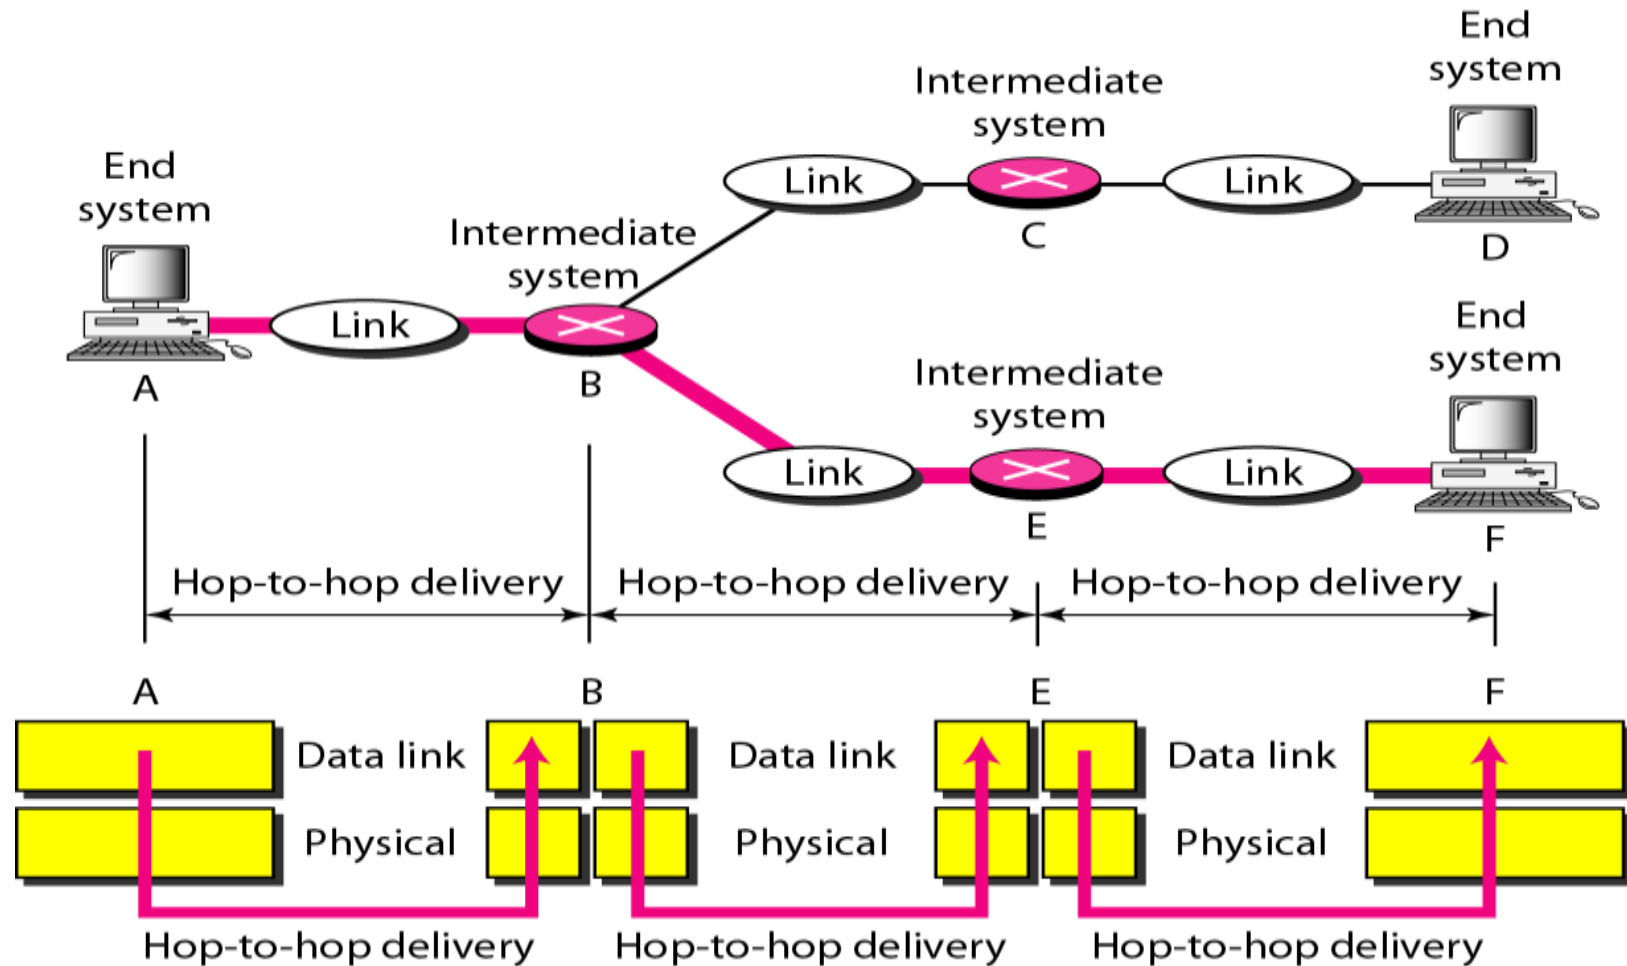 End
system
Intermediate
system
End
system
Link
C
Link
D
Intermediate
system
A
Link
B
Intermediate
system
Link
E
Link
End
system
F
Hop-to-hop delivery
Hop-to-hop delivery
Hop-to-hop delivery
A
B
E
F
Data link
Data link
Data link
Physical
Physical
Physical
Hop-to-hop delivery
Hop-to-hop delivery
Hop-to-hop delivery